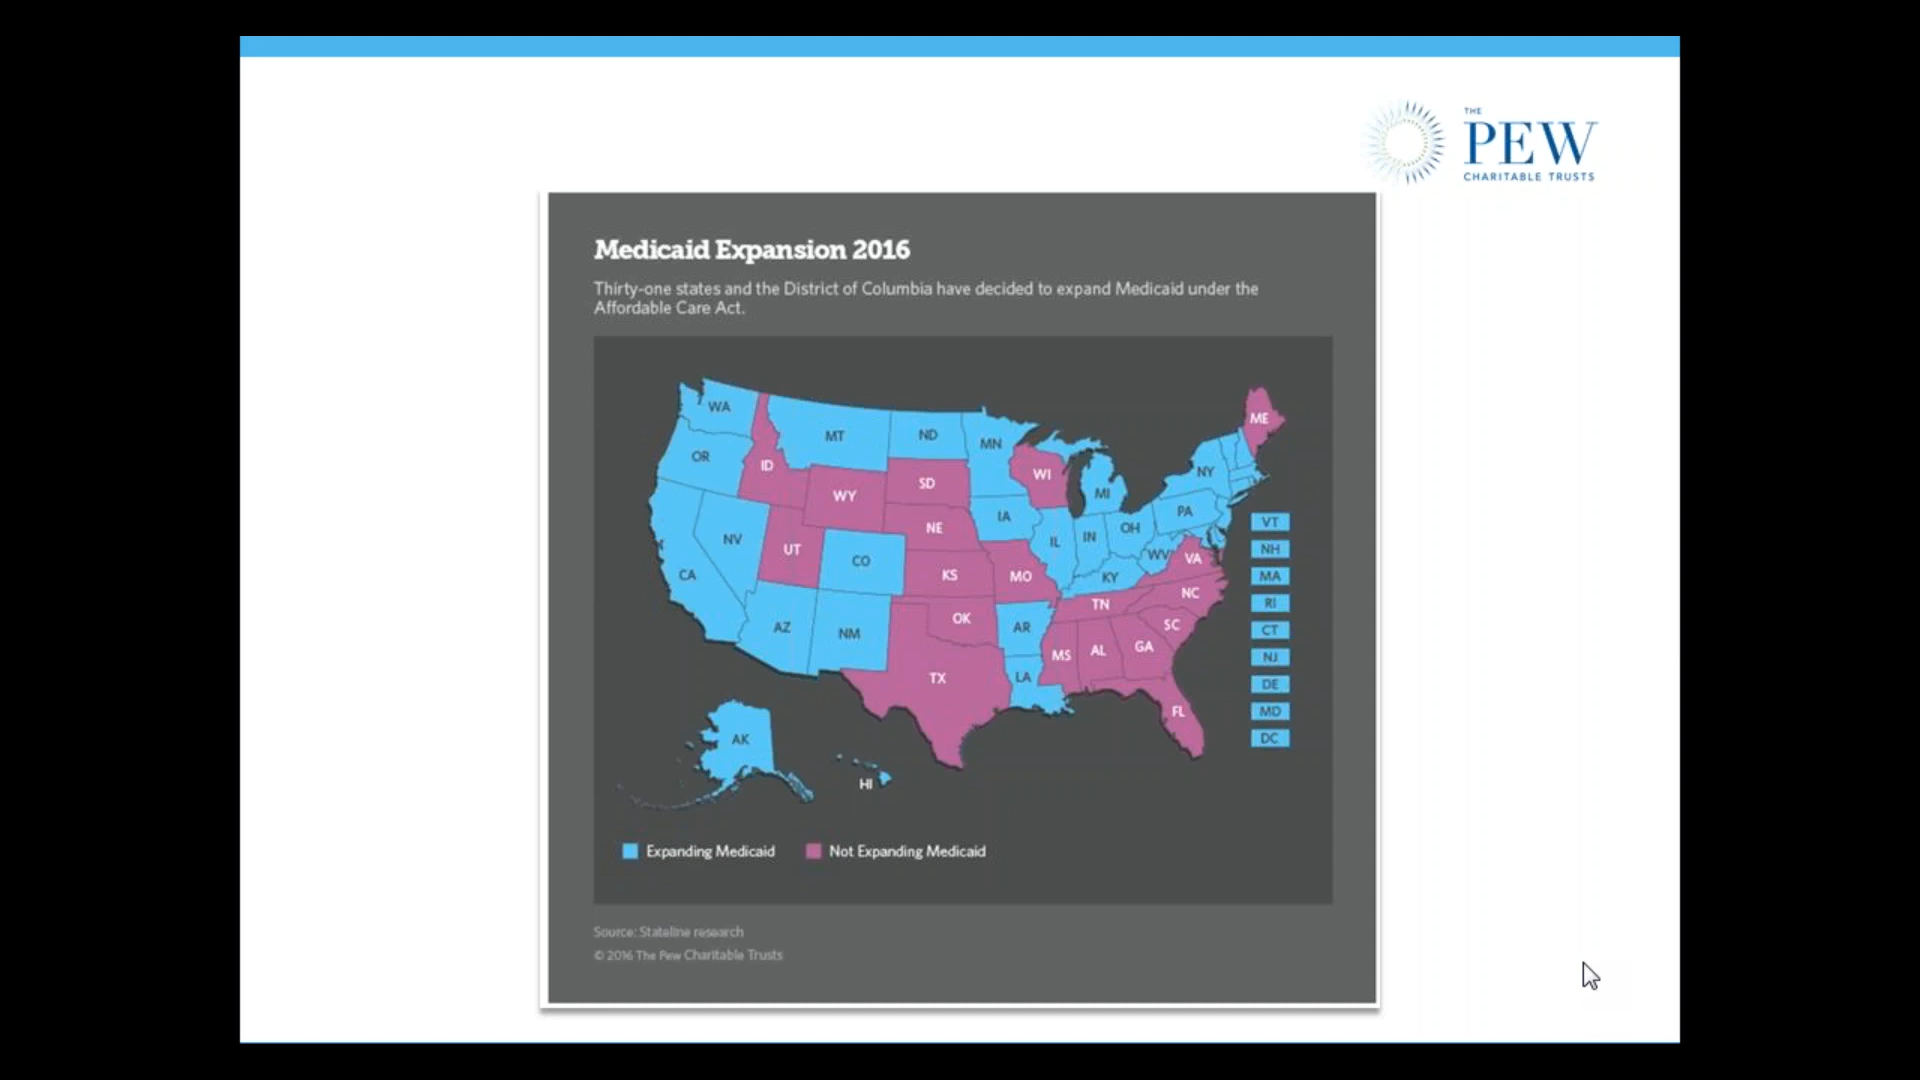 THE
PEW
CHARITABLE TRUSTS
Medicaid Expansion 2016
Thirty-one states and the District of Columbia have decided to expand Medicaid under the
Affordable Care Act.
WA
MT
ND
MN
ME
OR
ID
WY
SD
WI
MI
NY
NV
UT
CO
NE
IA
IL
IN
OH
PA
VT
CA
KS
MO
KY
WV
VA
NH
AZ
NM
OK
AR
TN
NC
MA
TX
LA
MS
AL
GA
SC
RI
FL
CT
NJ
DE
MD
DC
AK
HI
Expanding Medicaid
Not Expanding Medicaid
Source: Stateline research
© 2016 The Pew Charitable Trusts